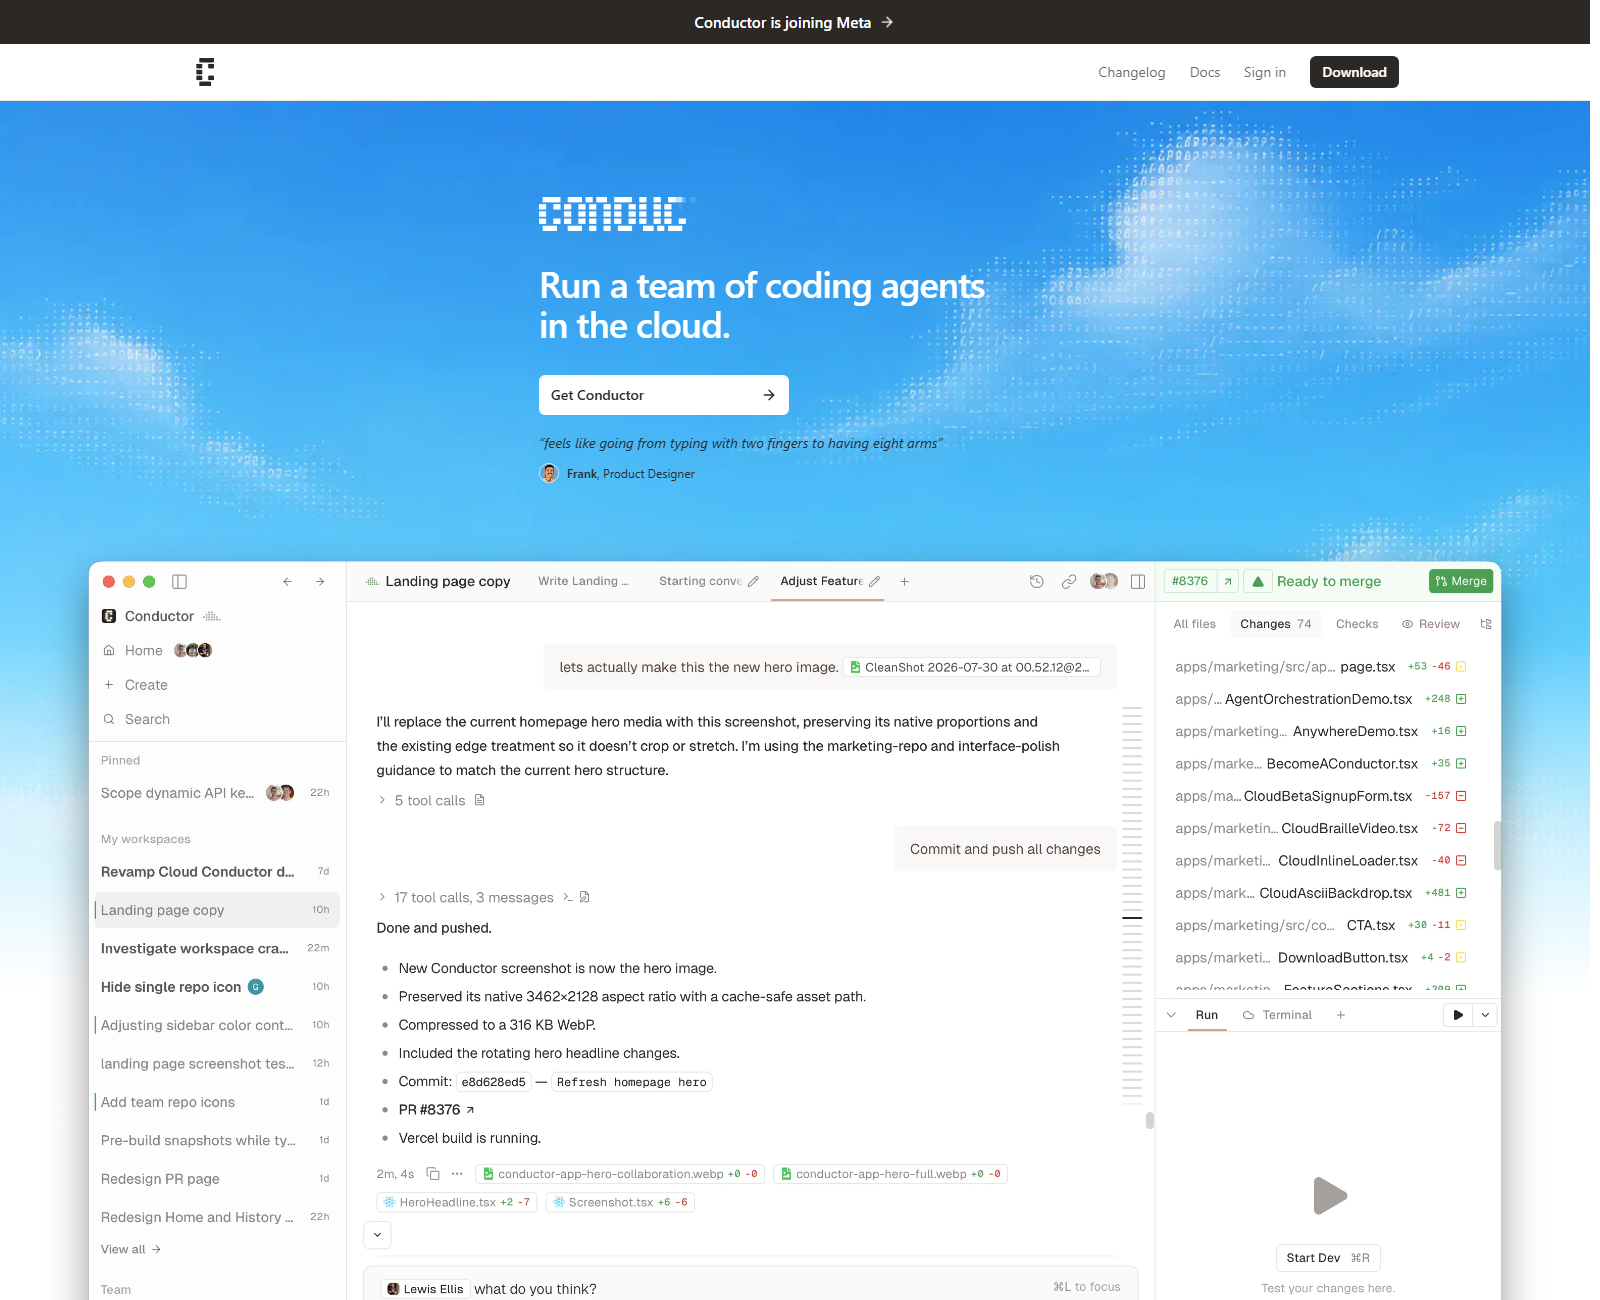 Conductor is joining Meta →
Changelog Docs Sign in Download
CONDUC
Run a team of coding agents
in the cloud.
Get Conductor →
“feels like going from typing with two fingers to having eight arms”
Frank, Product Designer
Conductor
Home
+ Create
Search
Pinned
Scope dynamic API ke... 22h
My workspaces
Revamp Cloud Conductor d... 7d
Landing page copy 10h
Investigate workspace cra... 22m
Hide single repo icon G 10h
Adjusting sidebar color cont... 10h
landing page screenshot tes... 12h
Add team repo icons 1d
Pre-build snapshots while ty... 1d
Redesign PR page 1d
Redesign Home and History ... 22h
View all →
Team
Landing page copy Write Landing ... Starting conve Adjust Feature +
lets actually make this the new hero image. CleanShot 2026-07-30 at 00.52.12@2...
I’ll replace the current homepage hero media with this screenshot, preserving its native proportions and
the existing edge treatment so it doesn’t crop or stretch. I’m using the marketing-repo and interface-polish
guidance to match the current hero structure.
> 5 tool calls
Commit and push all changes
> 17 tool calls, 3 messages
Done and pushed.
• New Conductor screenshot is now the hero image.
• Preserved its native 3462×2128 aspect ratio with a cache-safe asset path.
• Compressed to a 316 KB WebP.
• Included the rotating hero headline changes.
• Commit: e8d628ed5 — Refresh homepage hero
• PR #8376 ↗
• Vercel build is running.
2m, 4s ... conductor-app-hero-collaboration.webp +0 -0 conductor-app-hero-full.webp +0 -0
HeroHeadline.tsx +2 -7 Screenshot.tsx +6 -6
Lewis Ellis what do you think? ⌘L to focus
#8376 ↗ Ready to merge Merge
All files Changes 74 Checks Review
apps/marketing/src/ap... page.tsx +53 -46
apps/... AgentOrchestrationDemo.tsx +248
apps/marketing... AnywhereDemo.tsx +16
apps/marke... BecomeAConductor.tsx +35
apps/ma... CloudBetaSignupForm.tsx -157
apps/marketin... CloudBrailleVideo.tsx -72
apps/marketi... CloudInlineLoader.tsx -40
apps/mark... CloudAsciiBackdrop.tsx +481
apps/marketing/src/co... CTA.tsx +30 -11
apps/marketi... DownloadButton.tsx +4 -2
apps/marketi... FeatureSections.tsx +309
Run Terminal +
Start Dev ⌘R
Test your changes here.